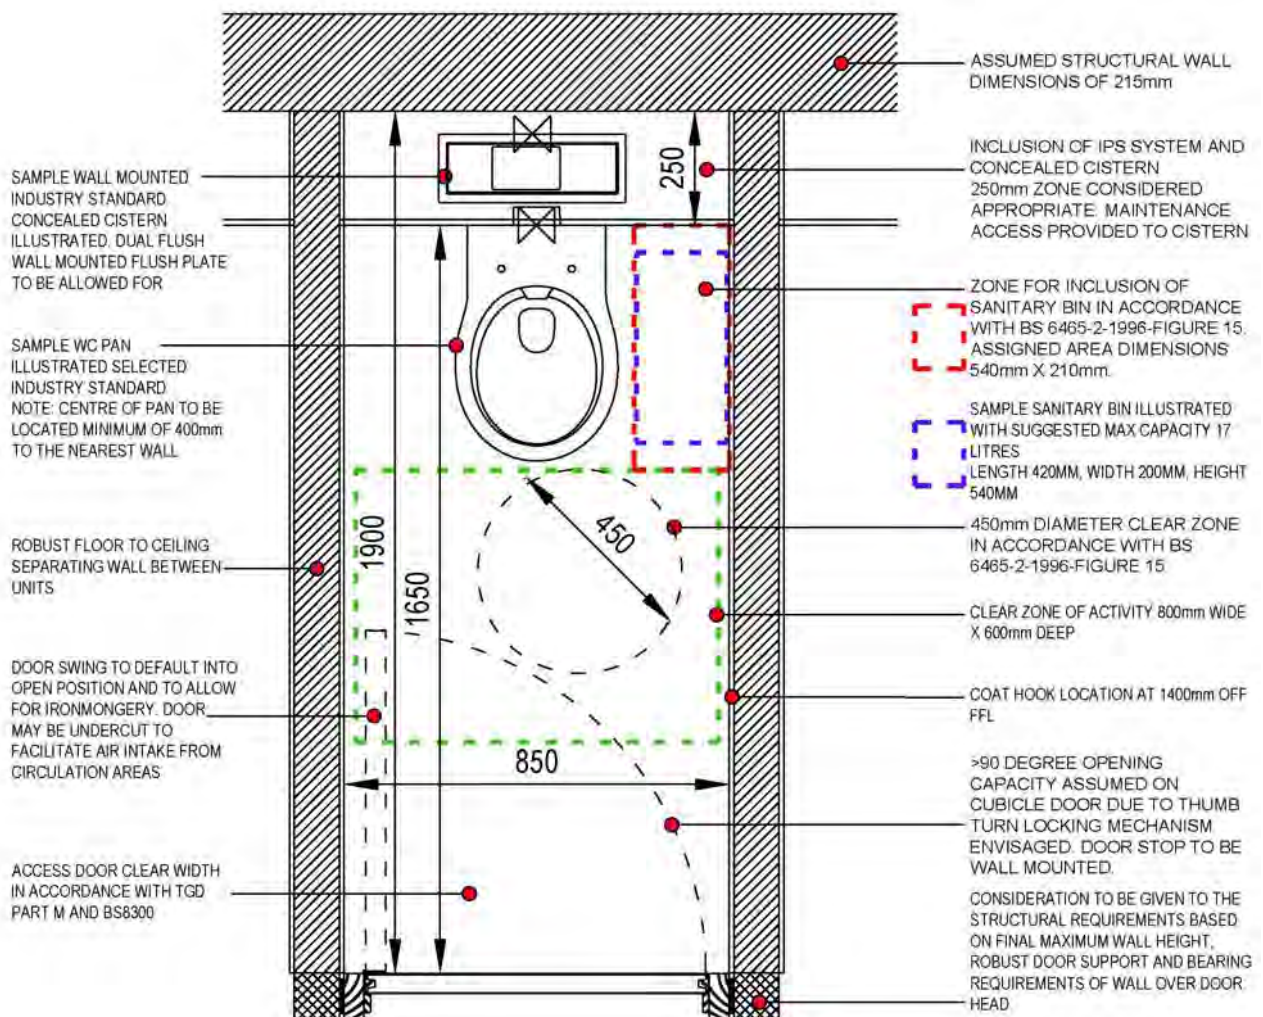 ASSUMED STRUCTURAL WALL
DIMENSIONS OF 215mm
INCLUSION OF IPS SYSTEM AND
CONCEALED CISTERN
250mm ZONE CONSIDERED
APPROPRIATE MAINTENANCE
ACCESS PROVIDED TO CISTERN
ZONE FOR INCLUSION OF
SANITARY BIN IN ACCORDANCE
WITH BS 6465-2-1996-FIGURE 15.
ASSIGNED AREA DIMENSIONS
540mm X 210mm.
SAMPLE SANITARY BIN ILLUSTRATED
WITH SUGGESTED MAX CAPACITY 17
LITRES
LENGTH 420MM, WIDTH 200MM, HEIGHT
540MM
450mm DIAMETER CLEAR ZONE
IN ACCORDANCE WITH BS
6465-2-1996-FIGURE 15
CLEAR ZONE OF ACTIVITY 800mm WIDE
X 600mm DEEP
COAT HOOK LOCATION AT 1400mm OFF
FFL
>90 DEGREE OPENING
CAPACITY ASSUMED ON
CUBICLE DOOR DUE TO THUMB
TURN LOCKING MECHANISM
ENVISAGED. DOOR STOP TO BE
WALL MOUNTED.
CONSIDERATION TO BE GIVEN TO THE
STRUCTURAL REQUIREMENTS BASED
ON FINAL MAXIMUM WALL HEIGHT,
ROBUST DOOR SUPPORT AND BEARING
REQUIREMENTS OF WALL OVER DOOR
HEAD
SAMPLE WALL MOUNTED
INDUSTRY STANDARD
CONCEALED CISTERN
ILLUSTRATED. DUAL FLUSH
WALL MOUNTED FLUSH PLATE
TO BE ALLOWED FOR
SAMPLE WC PAN
ILLUSTRATED SELECTED
INDUSTRY STANDARD
NOTE: CENTRE OF PAN TO BE
LOCATED MINIMUM OF 400mm
TO THE NEAREST WALL
ROBUST FLOOR TO CEILING
SEPARATING WALL BETWEEN
UNITS
DOOR SWING TO DEFAULT INTO
OPEN POSITION AND TO ALLOW
FOR IRONMONGERY. DOOR
MAY BE UNDERCUT TO
FACILITATE AIR INTAKE FROM
CIRCULATION AREAS
ACCESS DOOR CLEAR WIDTH
IN ACCORDANCE WITH TGD
PART M AND BS8300
250
450
1900
1650
850